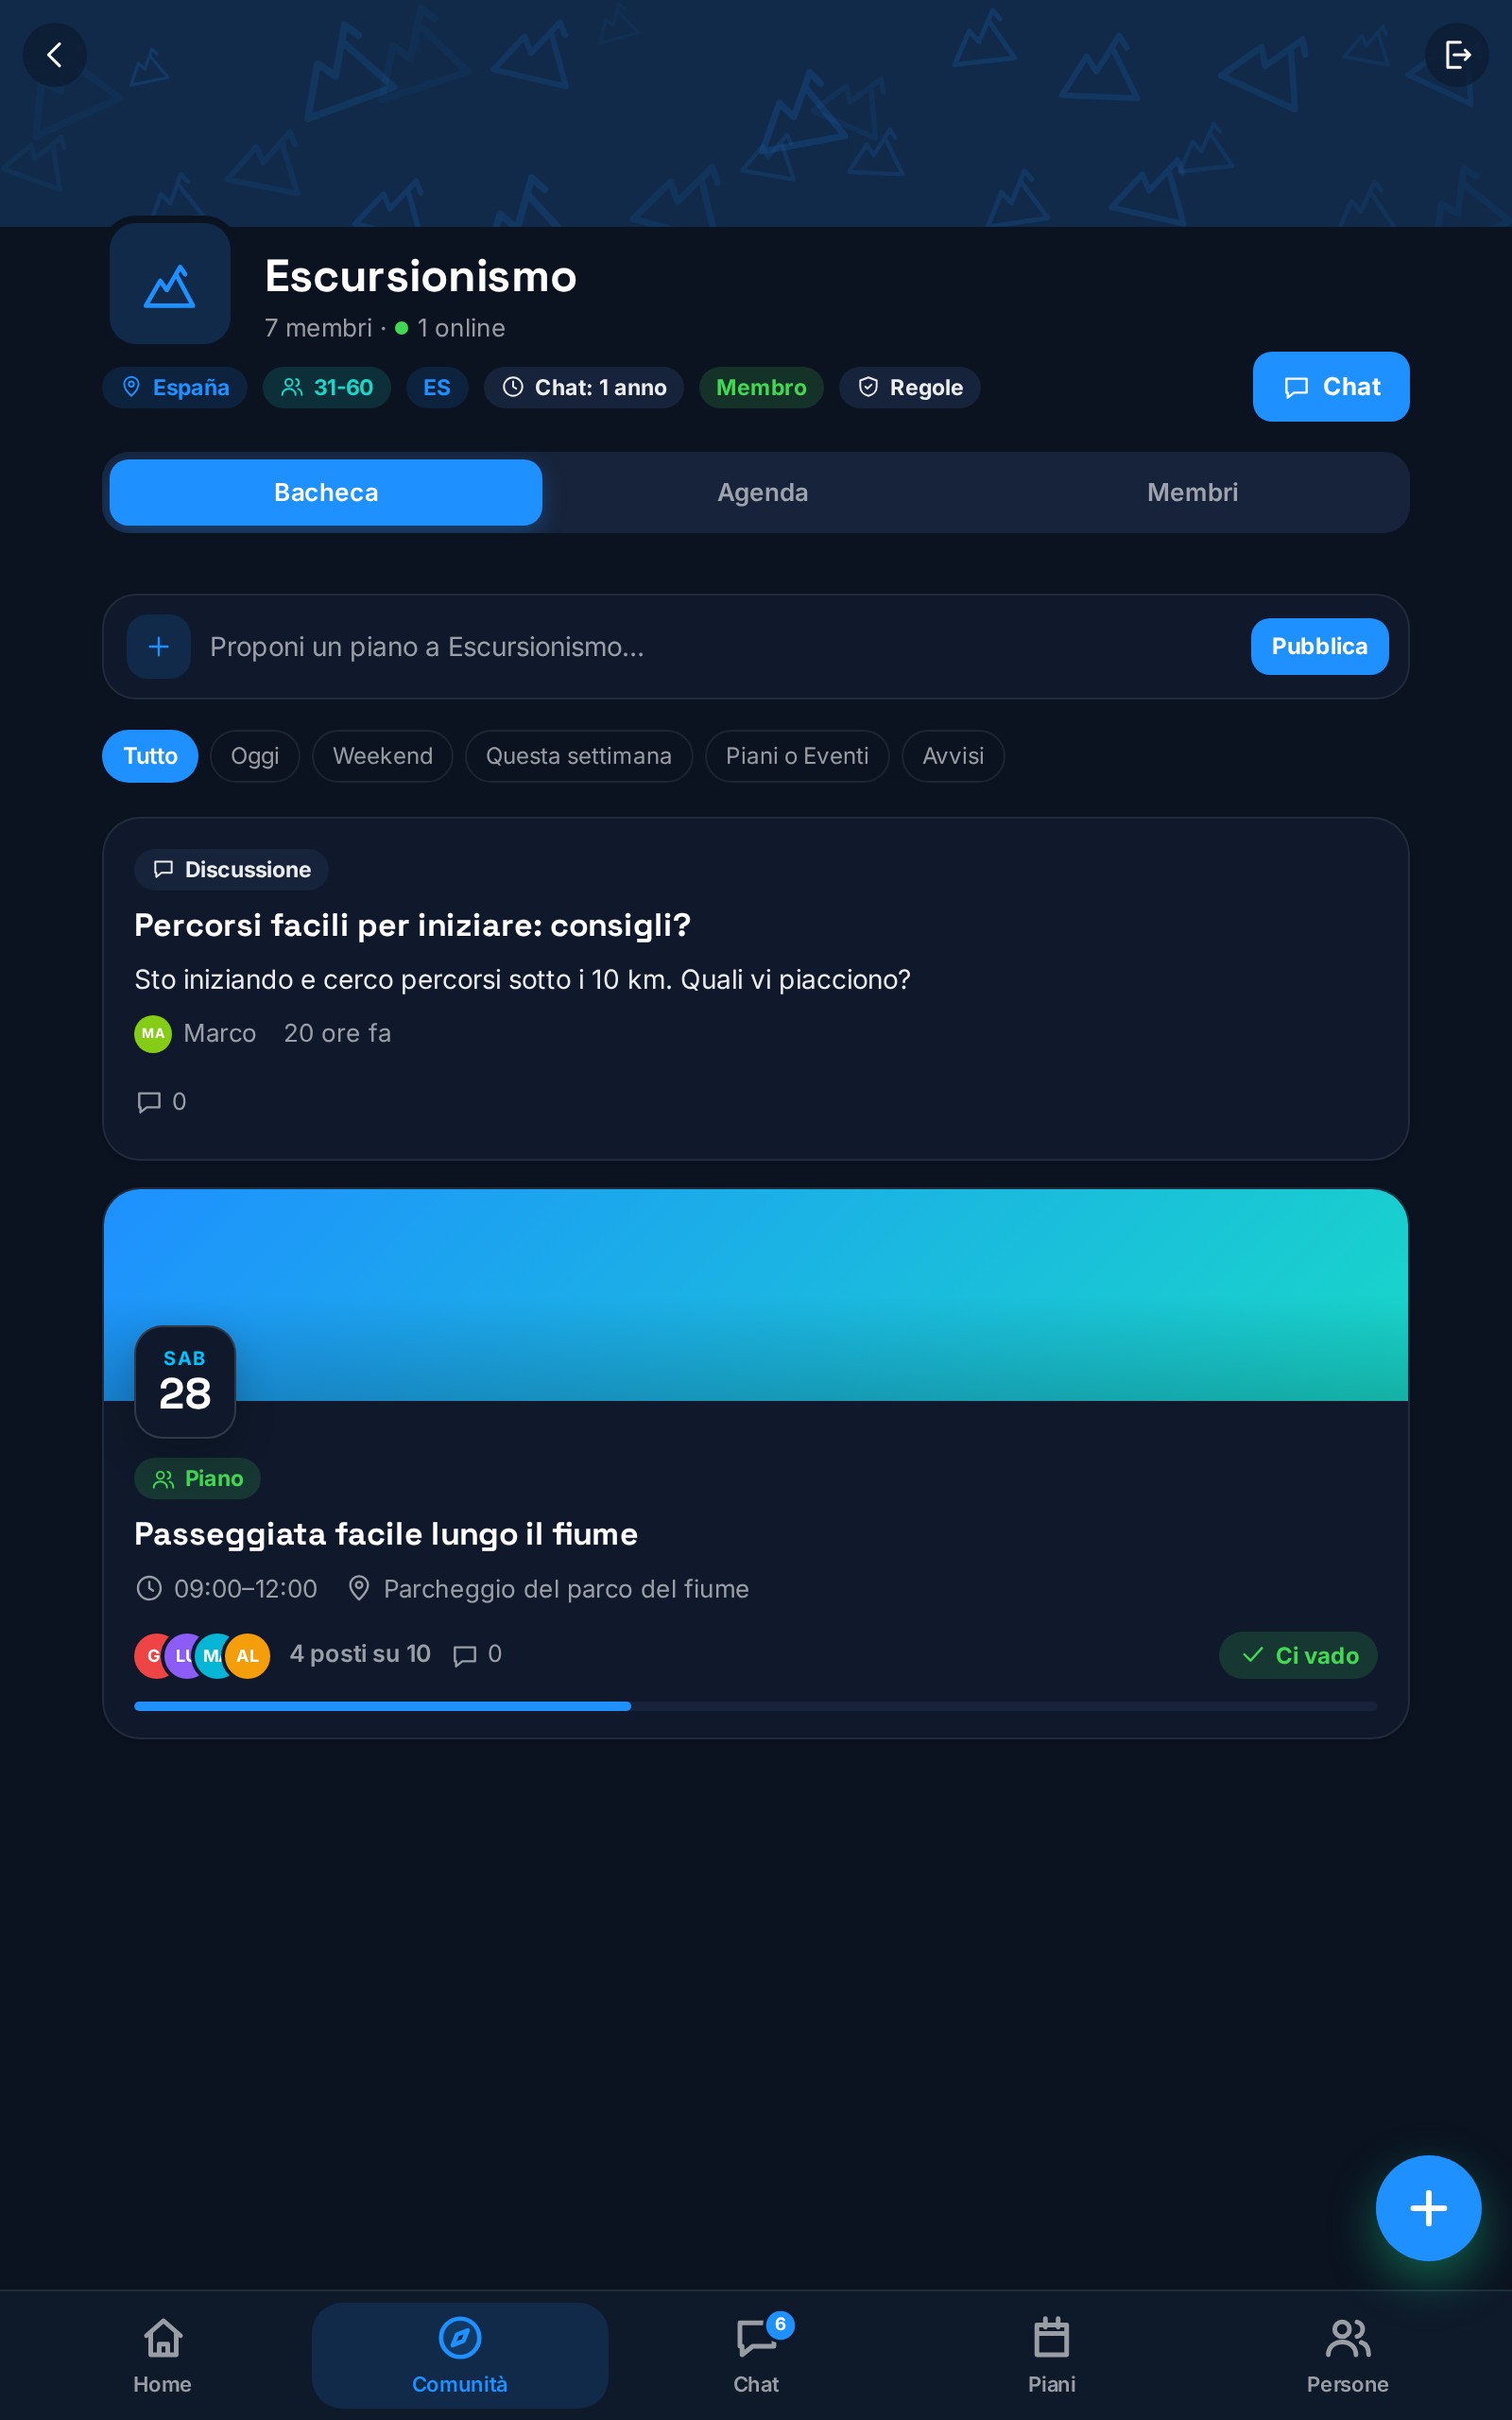 Escursionismo
7 membri · 1 online
España 31-60 ES Chat: 1 anno Membro Regole Chat
Bacheca Agenda Membri
Proponi un piano a Escursionismo... Pubblica
Tutto Oggi Weekend Questa settimana Piani o Eventi Avvisi
Discussione
Percorsi facili per iniziare: consigli?
Sto iniziando e cerco percorsi sotto i 10 km. Quali vi piacciono?
MA Marco 20 ore fa
0
SAB
28
Piano
Passeggiata facile lungo il fiume
09:00–12:00 Parcheggio del parco del fiume
AL 4 posti su 10 0 Ci vado
6
Home Comunità Chat Piani Persone